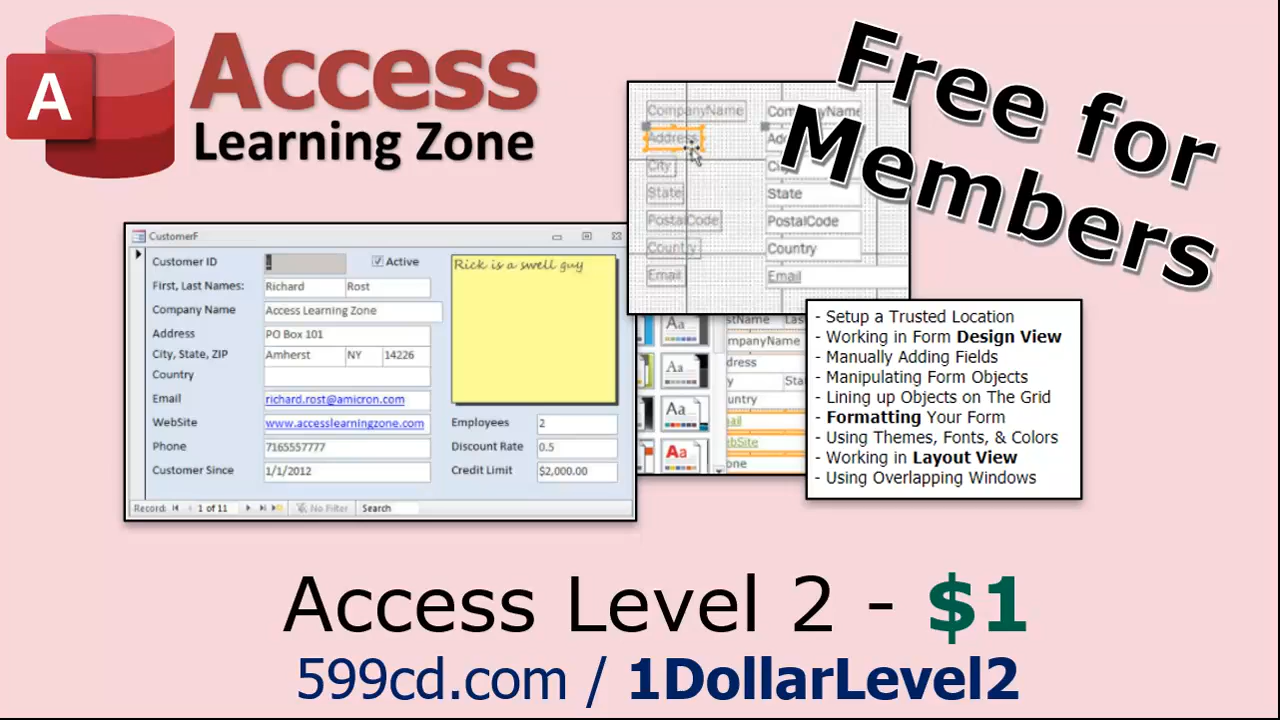 A
Access
Learning Zone
Free for
Members
CompanyName CompanyName
Address
City
State State
PostalCode PostalCode
Country Country
Email Email
CustomerF
Customer ID Active
First, Last Names: Richard Rost
Company Name Access Learning Zone
Address PO Box 101
City, State, ZIP Amherst NY 14226
Country
Email richard.rost@amicron.com
WebSite www.accesslearningzone.com
Phone 7165557777
Customer Since 1/1/2012
Rick is a swell guy
Employees 2
Discount Rate 0.5
Credit Limit $2,000.00
Record: 1 of 11 No Filter Search
Aa
Aa
Aa
Aa
- Setup a Trusted Location
- Working in Form Design View
- Manually Adding Fields
- Manipulating Form Objects
- Lining up Objects on The Grid
- Formatting Your Form
- Using Themes, Fonts, & Colors
- Working in Layout View
- Using Overlapping Windows
Access Level 2 - $1
599cd.com / 1DollarLevel2